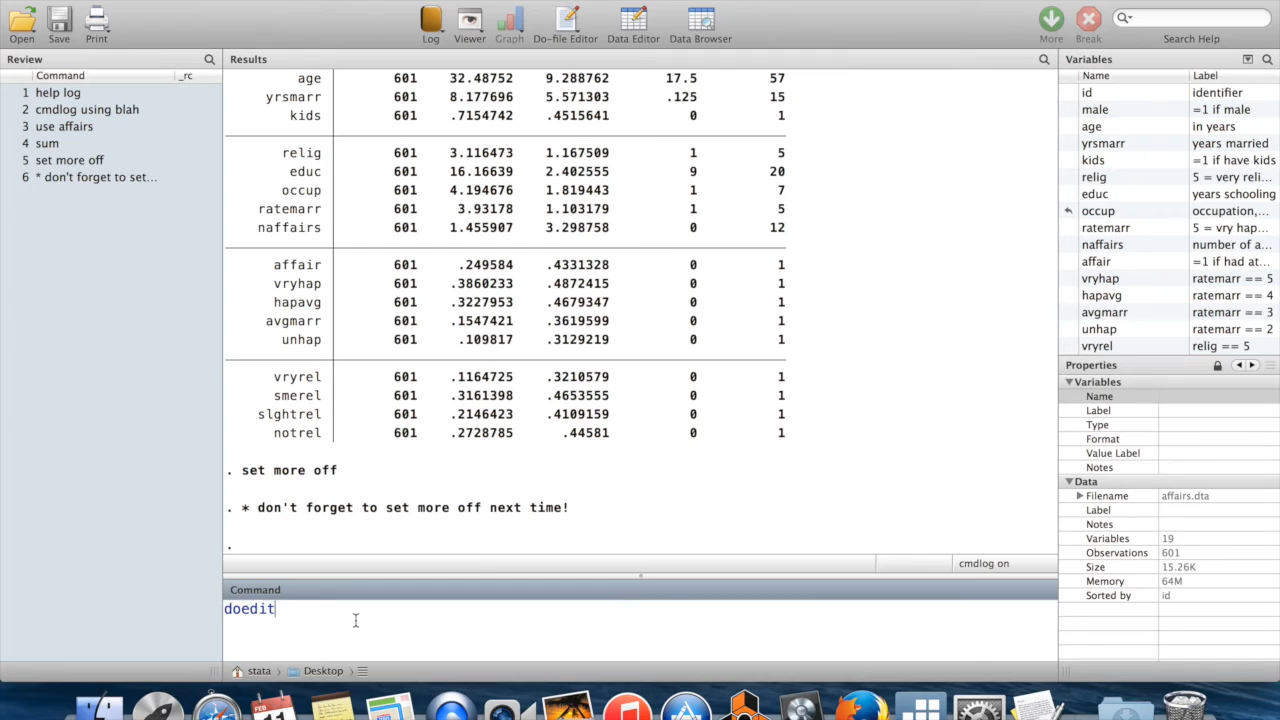 Open Save Print Log Viewer Graph Do-file Editor Data Editor Data Browser More Break Search Help
Review
Command _rc
1 help log
2 cmdlog using blah
3 use affairs
4 sum
5 set more off
6 * don't forget to set...
Results
age 601 32.48752 9.288762 17.5 57
yrsmarr 601 8.177696 5.571303 .125 15
kids 601 .7154742 .4515641 0 1
relig 601 3.116473 1.167509 1 5
educ 601 16.16639 2.402555 9 20
occup 601 4.194676 1.819443 1 7
ratemarr 601 3.93178 1.103179 1 5
naffairs 601 1.455907 3.298758 0 12
affair 601 .249584 .4331328 0 1
vryhap 601 .3860233 .4872415 0 1
hapavg 601 .3227953 .4679347 0 1
avgmarr 601 .1547421 .3619599 0 1
unhap 601 .109817 .3129219 0 1
vryrel 601 .1164725 .3210579 0 1
smerel 601 .3161398 .4653555 0 1
slghtrel 601 .2146423 .4109159 0 1
notrel 601 .2728785 .44581 0 1
. set more off
. * don't forget to set more off next time!
.
cmdlog on
Command
doedit
stata Desktop
Variables
Name Label
id identifier
male =1 if male
age in years
yrsmarr years married
kids =1 if have kids
relig 5 = very reli...
educ years schooling
occup occupation,...
ratemarr 5 = vry hap...
naffairs number of a...
affair =1 if had at...
vryhap ratemarr == 5
hapavg ratemarr == 4
avgmarr ratemarr == 3
unhap ratemarr == 2
vryrel relig == 5
Properties
Variables
Name
Label
Type
Format
Value Label
Notes
Data
Filename affairs.dta
Label
Notes
Variables 19
Observations 601
Size 15.26K
Memory 64M
Sorted by id
11